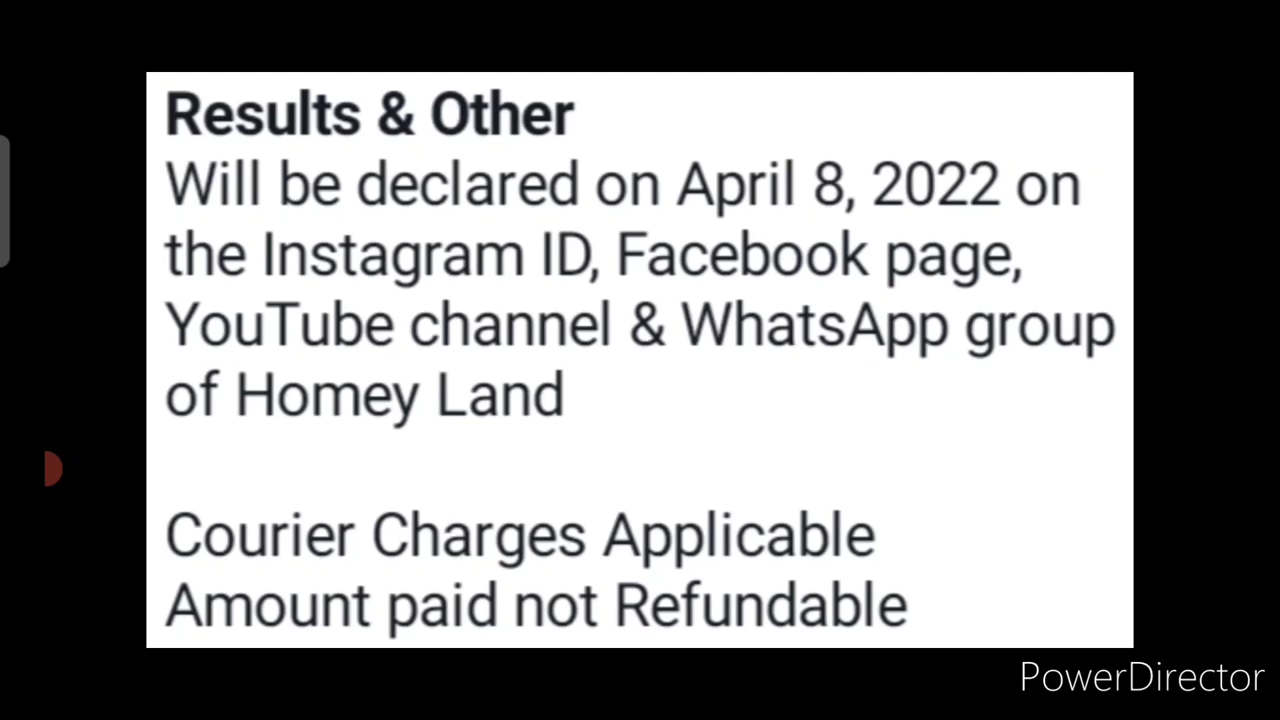 Results & Other
Will be declared on April 8, 2022 on
the Instagram ID, Facebook page,
YouTube channel & WhatsApp group
of Homey Land
Courier Charges Applicable
Amount paid not Refundable
PowerDirector